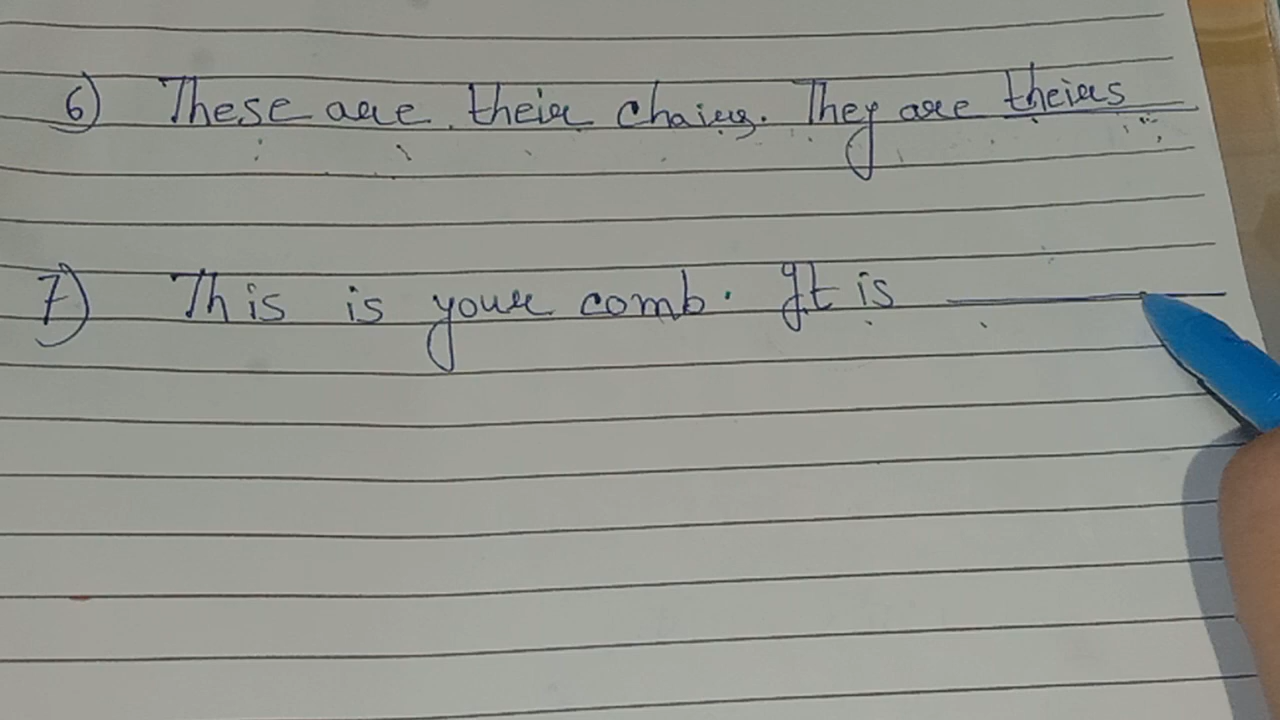 6) These are their chairs. They are theirs
7) This is your comb. It is